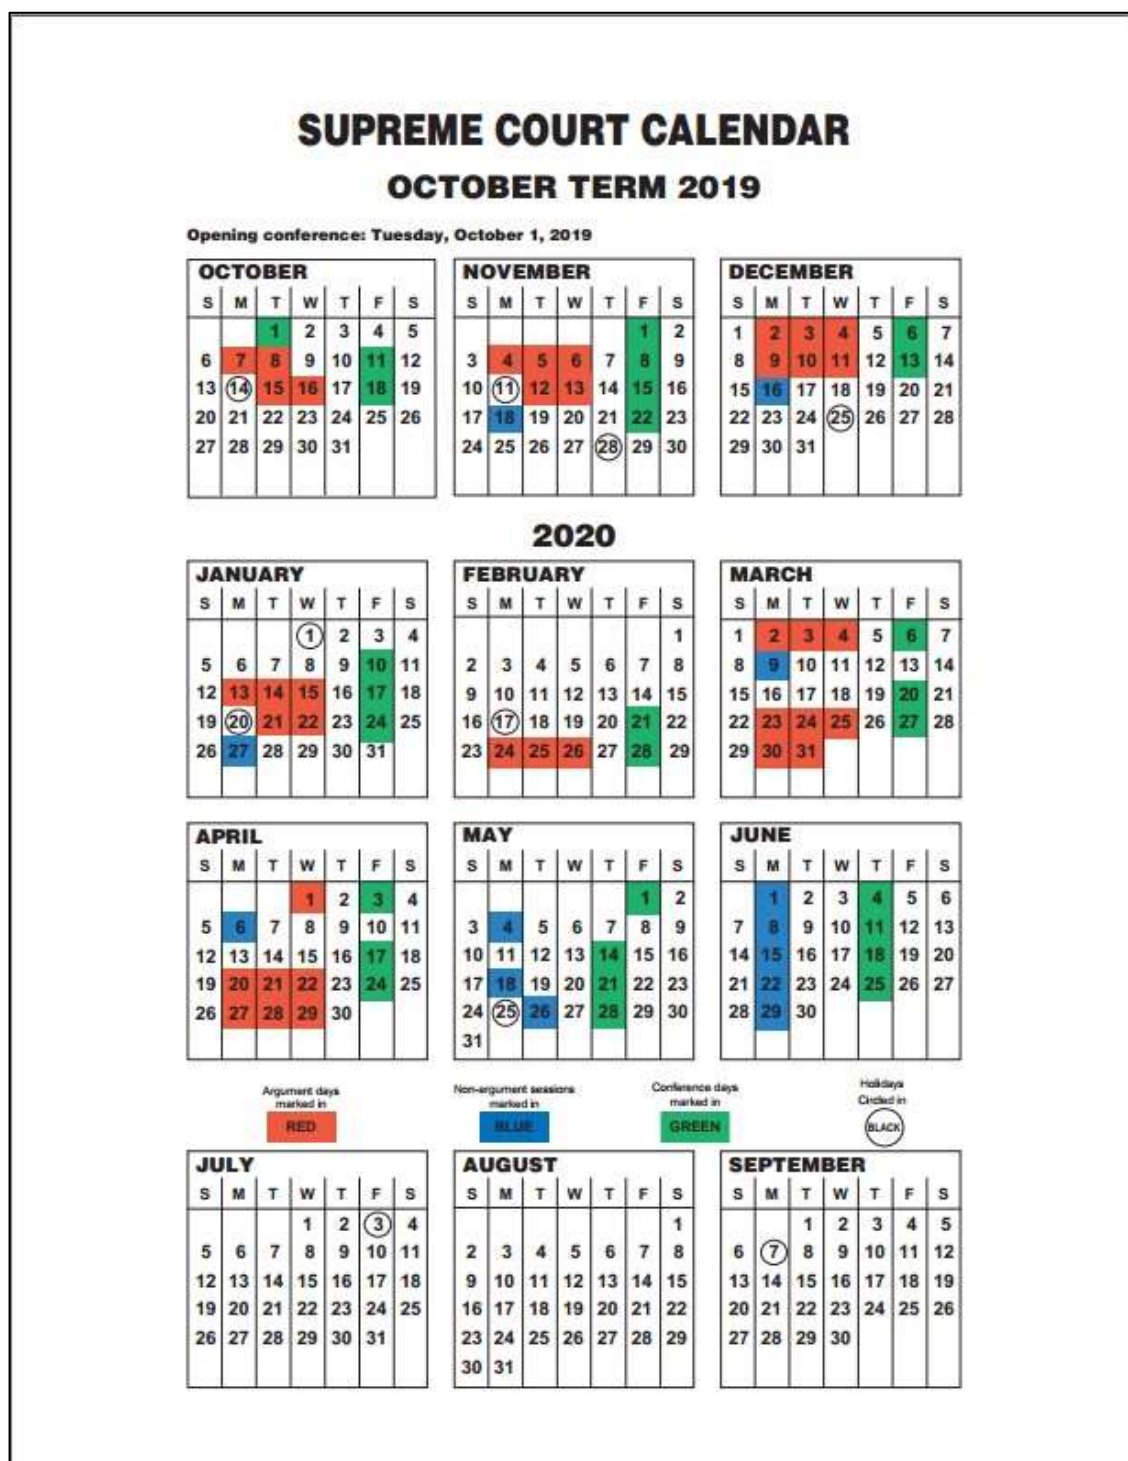 SUPREME COURT CALENDAR
OCTOBER TERM 2019
Opening conference: Tuesday, October 1, 2019
OCTOBER
S M T W T F S
1 2 3 4 5
6 7 8 9 10 11 12
13 14 15 16 17 18 19
20 21 22 23 24 25 26
27 28 29 30 31
NOVEMBER
S M T W T F S
1 2
3 4 5 6 7 8 9
10 11 12 13 14 15 16
17 18 19 20 21 22 23
24 25 26 27 28 29 30
DECEMBER
S M T W T F S
1 2 3 4 5 6 7
8 9 10 11 12 13 14
15 16 17 18 19 20 21
22 23 24 25 26 27 28
29 30 31
2020
JANUARY
S M T W T F S
1 2 3 4
5 6 7 8 9 10 11
12 13 14 15 16 17 18
19 20 21 22 23 24 25
26 27 28 29 30 31
FEBRUARY
S M T W T F S
1
2 3 4 5 6 7 8
9 10 11 12 13 14 15
16 17 18 19 20 21 22
23 24 25 26 27 28 29
MARCH
S M T W T F S
1 2 3 4 5 6 7
8 9 10 11 12 13 14
15 16 17 18 19 20 21
22 23 24 25 26 27 28
29 30 31
APRIL
S M T W T F S
1 2 3 4
5 6 7 8 9 10 11
12 13 14 15 16 17 18
19 20 21 22 23 24 25
26 27 28 29 30
MAY
S M T W T F S
1 2
3 4 5 6 7 8 9
10 11 12 13 14 15 16
17 18 19 20 21 22 23
24 25 26 27 28 29 30
31
JUNE
S M T W T F S
1 2 3 4 5 6
7 8 9 10 11 12 13
14 15 16 17 18 19 20
21 22 23 24 25 26 27
28 29 30
Argument days
marked in
RED
Non-argument sessions
marked in
BLUE
Conference days
marked in
GREEN
Holidays
Circled in
BLACK
JULY
S M T W T F S
1 2 3 4
5 6 7 8 9 10 11
12 13 14 15 16 17 18
19 20 21 22 23 24 25
26 27 28 29 30 31
AUGUST
S M T W T F S
1
2 3 4 5 6 7 8
9 10 11 12 13 14 15
16 17 18 19 20 21 22
23 24 25 26 27 28 29
30 31
SEPTEMBER
S M T W T F S
1 2 3 4 5
6 7 8 9 10 11 12
13 14 15 16 17 18 19
20 21 22 23 24 25 26
27 28 29 30